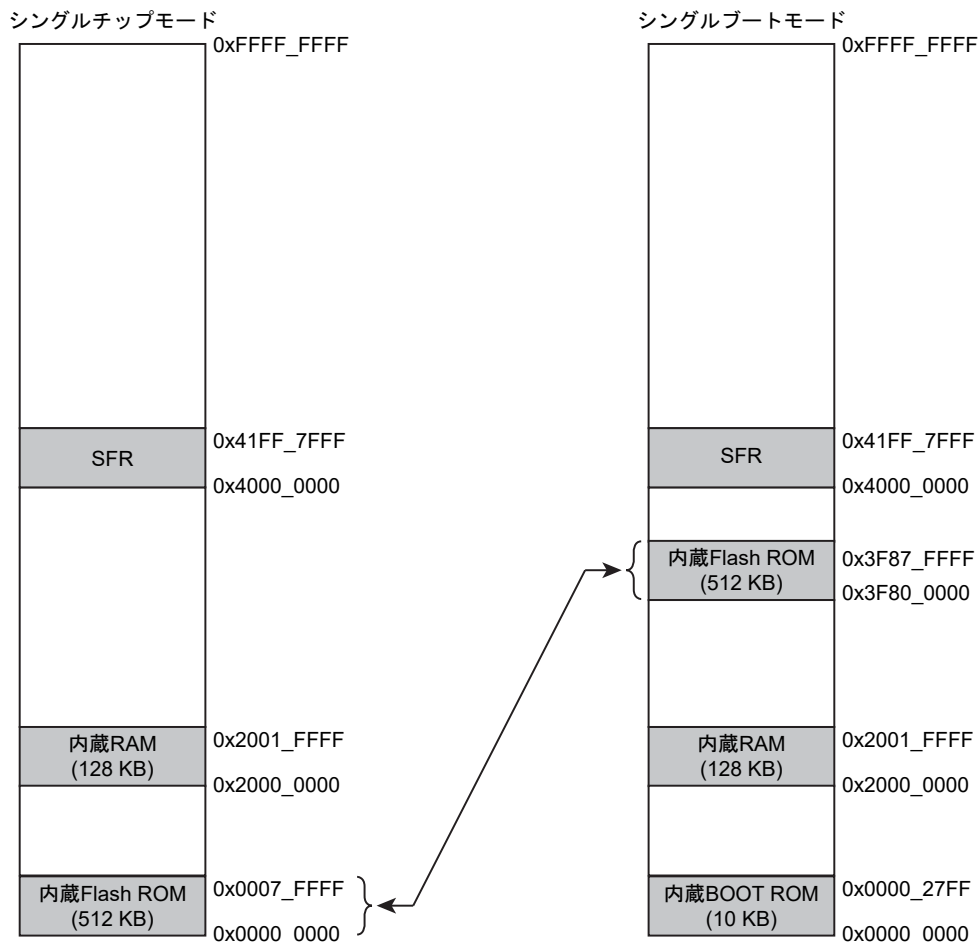 シングルチップモード
0xFFFF_FFFF
SFR
0x41FF_7FFF
0x4000_0000
内蔵RAM
(128 KB)
0x2001_FFFF
0x2000_0000
内蔵Flash ROM
(512 KB)
0x0007_FFFF
0x0000_0000
シングルブートモード
0xFFFF_FFFF
SFR
0x41FF_7FFF
0x4000_0000
内蔵Flash ROM
(512 KB)
0x3F87_FFFF
0x3F80_0000
内蔵RAM
(128 KB)
0x2001_FFFF
0x2000_0000
内蔵BOOT ROM
(10 KB)
0x0000_27FF
0x0000_0000